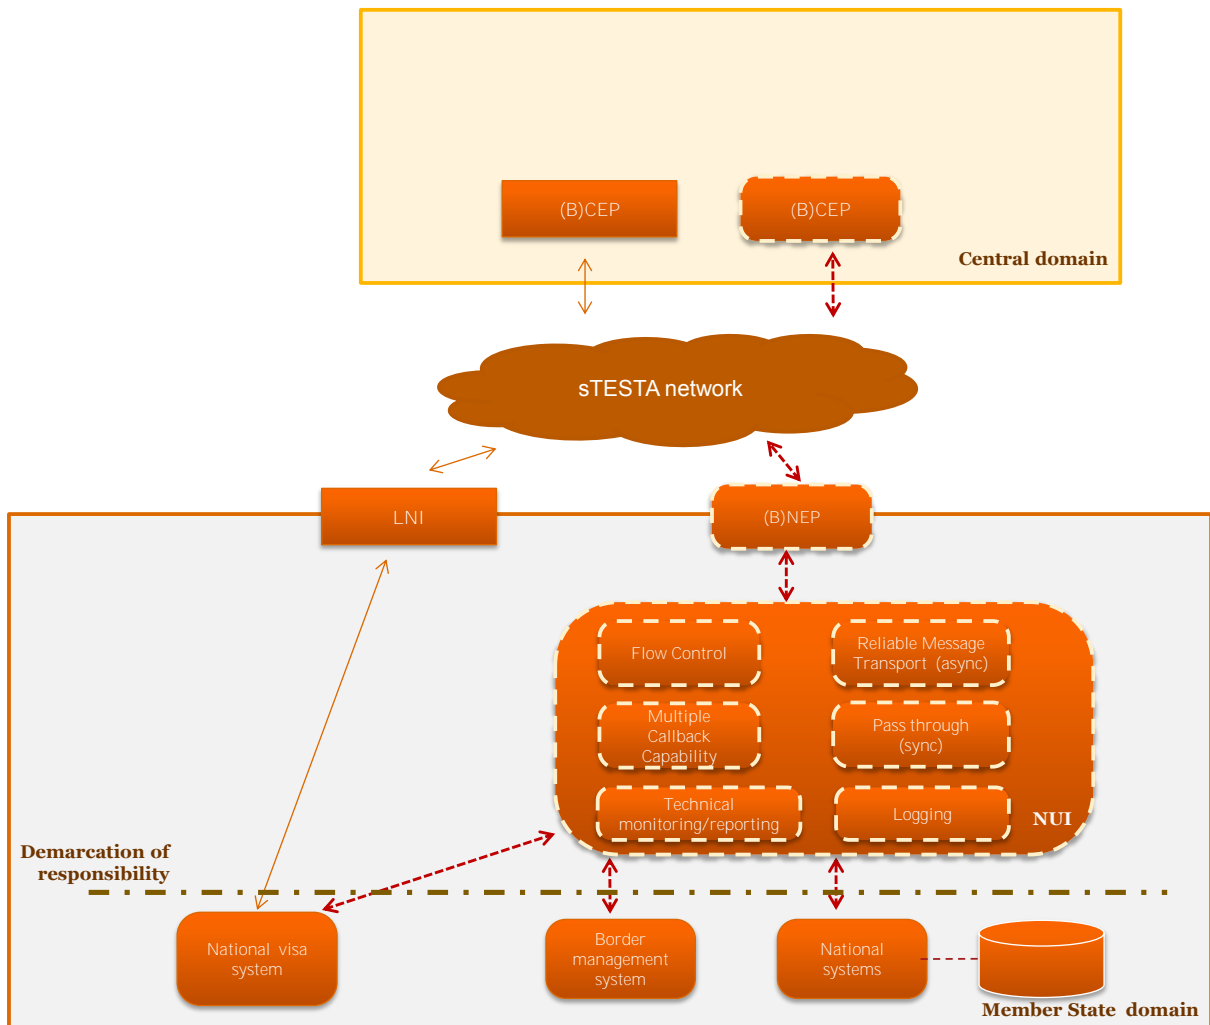 (B)CEP
(B)CEP
Central domain
sTESTA network
LNI
(B)NEP
Flow Control
Reliable Message
Transport (async)
Multiple
Callback
Capability
Pass through
(sync)
Technical
monitoring/reporting
Logging
NUI
Demarcation of
responsibility
National visa
system
Border
management
system
National
systems
Member State domain